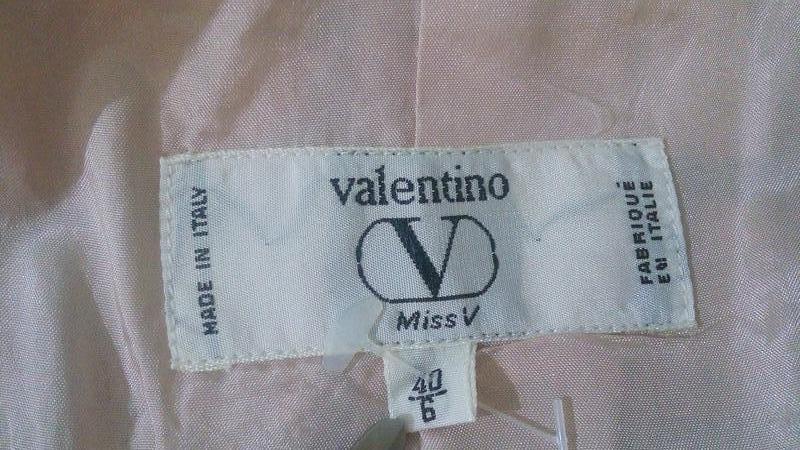 valentino
V
Miss V
MADE IN ITALY
FABRIQUE
EN ITALIE
40
6